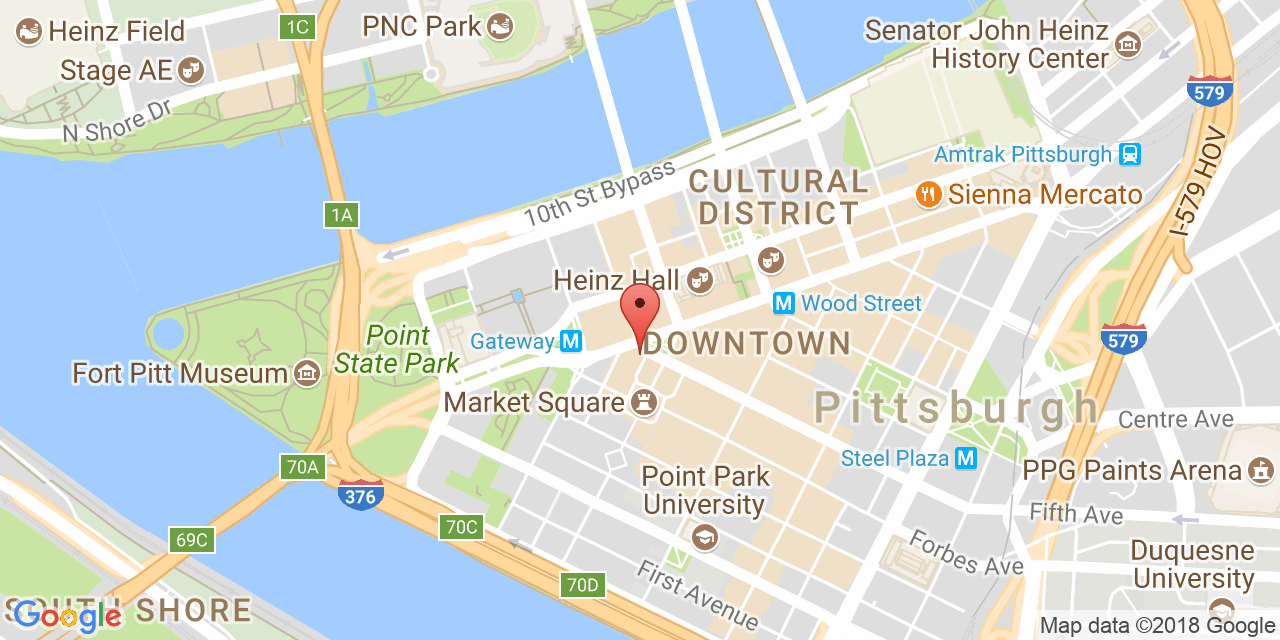 Heinz Field
1C
PNC Park
Senator John Heinz
History Center
Stage AE
579
N Shore Dr
I-579 HOV
Amtrak Pittsburgh
10th St Bypass
CULTURAL
DISTRICT
Sienna Mercato
1A
Heinz Hall
M Wood Street
Point
State Park
Gateway M
DOWNTOWN
579
Fort Pitt Museum
Market Square
Pittsburgh
Centre Ave
Steel Plaza M
70A
376
Point Park
University
PPG Paints Arena
Fifth Ave
70C
69C
Forbes Ave
Duquesne
University
70D
First Avenue
SOUTH SHORE
Google
Map data ©2018 Google